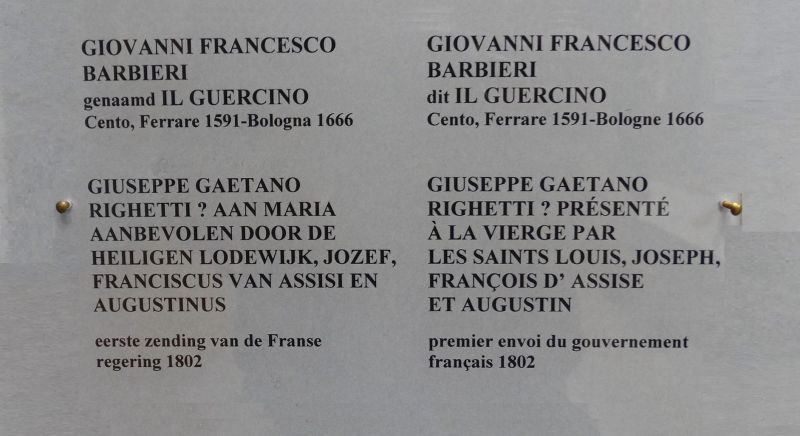 GIOVANNI FRANCESCO
BARBIERI
genaamd IL GUERCINO
Cento, Ferrare 1591-Bologna 1666
GIUSEPPE GAETANO
RIGHETTI ? AAN MARIA
AANBEVOLEN DOOR DE
HEILIGEN LODEWIJK, JOZEF,
FRANCISCUS VAN ASSISI EN
AUGUSTINUS
eerste zending van de Franse
regering 1802
GIOVANNI FRANCESCO
BARBIERI
dit IL GUERCINO
Cento, Ferrare 1591-Bologne 1666
GIUSEPPE GAETANO
RIGHETTI ? PRÉSENTÉ
À LA VIERGE PAR
LES SAINTS LOUIS, JOSEPH,
FRANÇOIS D' ASSISE
ET AUGUSTIN
premier envoi du gouvernement
français 1802